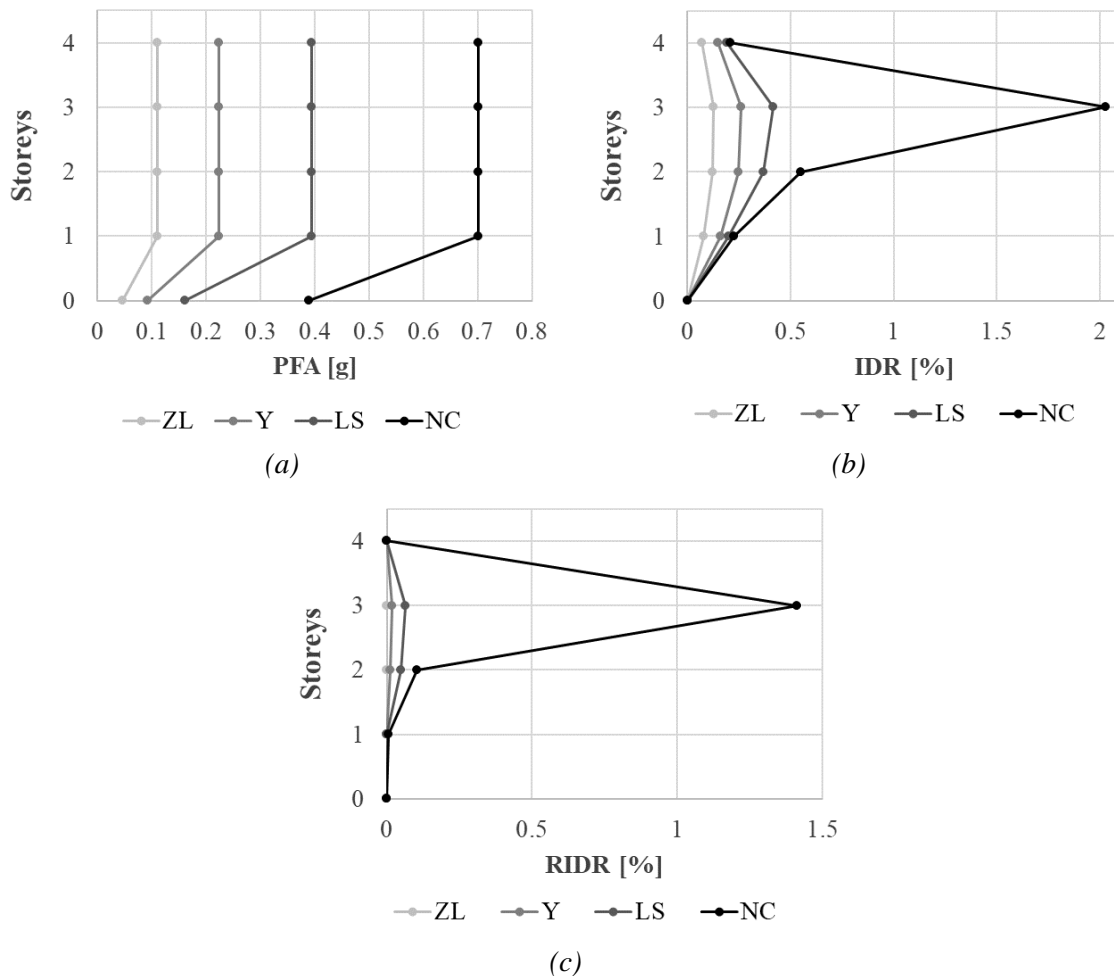 4
3
2
1
0
Storeys
0 0.1 0.2 0.3 0.4 0.5 0.6 0.7 0.8
PFA [g]
ZL Y LS NC
(a)
4
3
2
1
0
Storeys
0 0.5 1 1.5 2
IDR [%]
ZL Y LS NC
(b)
4
3
2
1
0
Storeys
0 0.5 1 1.5
RIDR [%]
ZL Y LS NC
(c)